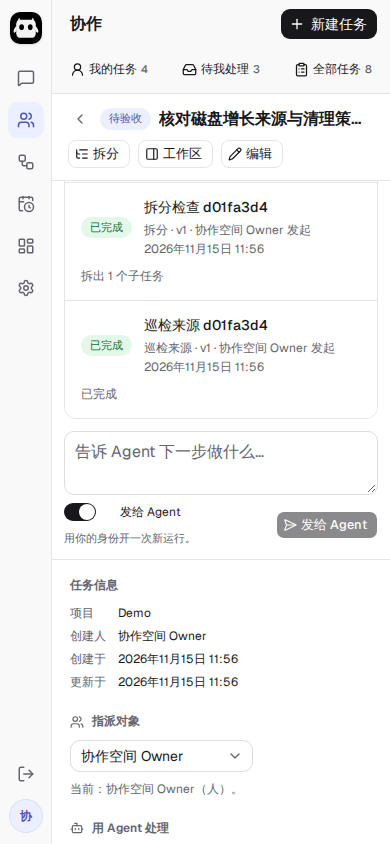 协作
新建任务
我的任务 4
待我处理 3
全部任务 8
待验收
核对磁盘增长来源与清理策...
拆分
工作区
编辑
拆分检查 d01fa3d4
已完成
拆分 · v1 · 协作空间 Owner 发起
2026年11月15日 11:56
拆出 1 个子任务
巡检来源 d01fa3d4
已完成
巡检来源 · v1 · 协作空间 Owner 发起
2026年11月15日 11:56
已完成
告诉 Agent 下一步做什么...
发给 Agent
发给 Agent
用你的身份开一次新运行。
任务信息
项目 Demo
创建人 协作空间 Owner
创建于 2026年11月15日 11:56
更新于 2026年11月15日 11:56
指派对象
协作空间 Owner
当前：协作空间 Owner（人）。
协
用 Agent 处理